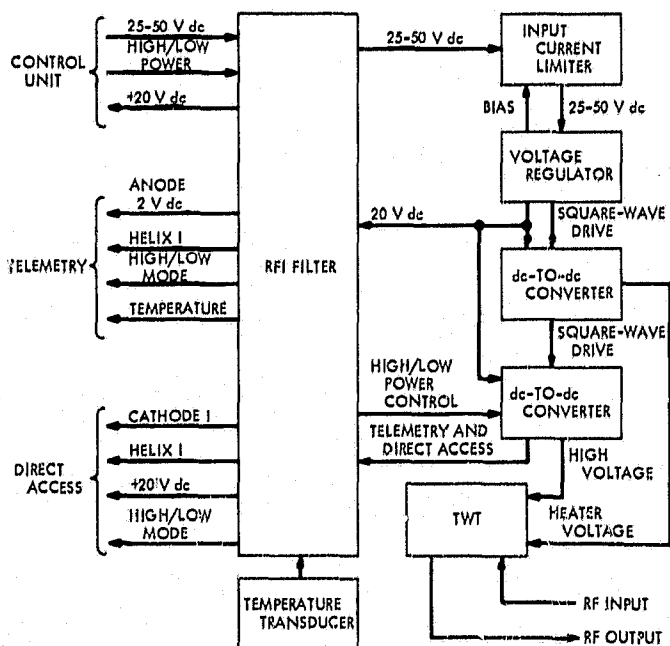 25-50 V dc
HIGH/LOW
POWER
+20 V dc
CONTROL
UNIT
ANODE
2 V dc
HELIX I
HIGH/LOW
MODE
TEMPERATURE
TELEMETRY
CATHODE I
HELIX I
+20 V dc
HIGH/LOW
MODE
DIRECT
ACCESS
RFI FILTER
TEMPERATURE
TRANSDUCER
25-50 V dc
INPUT
CURRENT
LIMITER
BIAS
25-50 V dc
VOLTAGE
REGULATOR
20 V dc
SQUARE-WAVE
DRIVE
dc-TO-dc
CONVERTER
SQUARE-WAVE
DRIVE
HIGH/LOW
POWER
CONTROL
dc-TO-dc
CONVERTER
TELEMETRY AND
DIRECT ACCESS
HIGH
VOLTAGE
TWT
HEATER
VOLTAGE
RF INPUT
RF OUTPUT